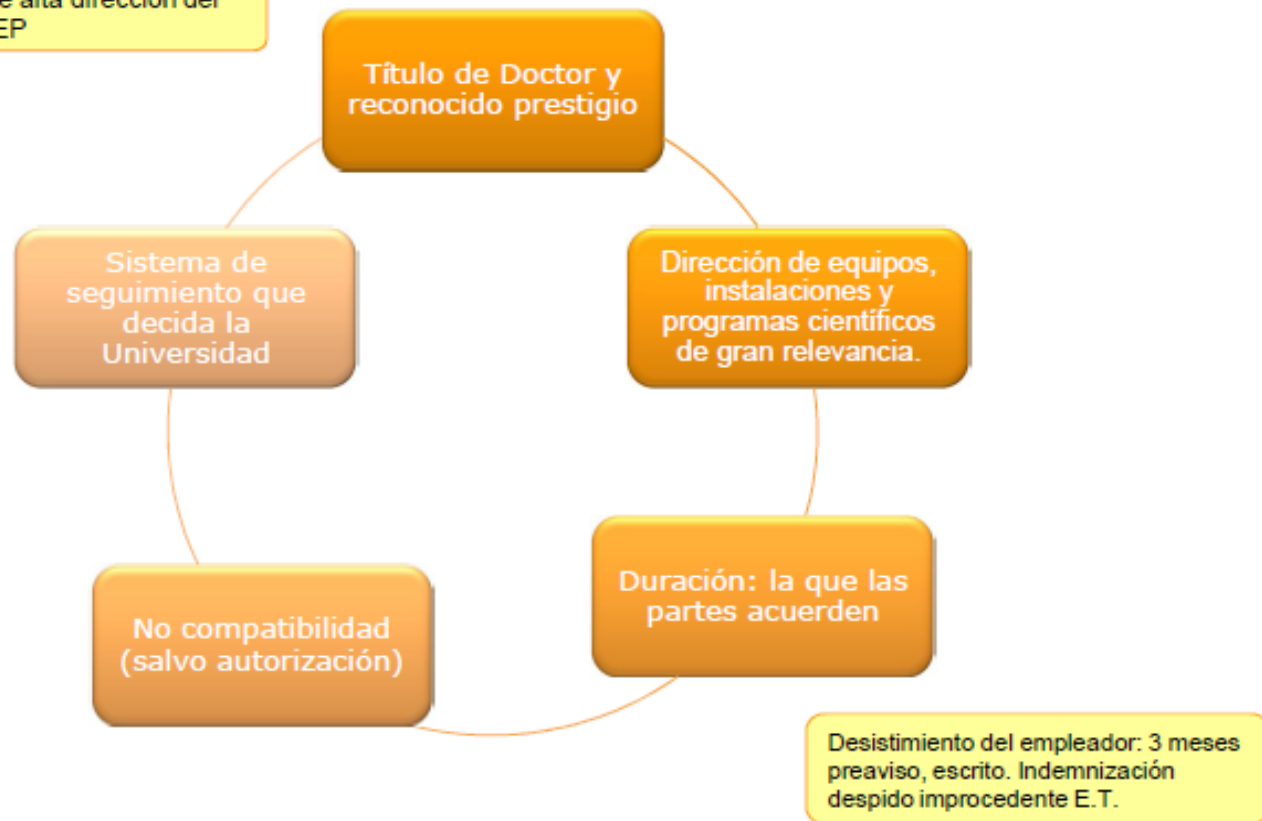 e alta dirección del
EP
Título de Doctor y
reconocido prestigio
Dirección de equipos,
instalaciones y
programas científicos
de gran relevancia.
Duración: la que las
partes acuerden
Desistimiento del empleador: 3 meses
preaviso, escrito. Indemnización
despido improcedente E.T.
No compatibilidad
(salvo autorización)
Sistema de
seguimiento que
decida la
Universidad